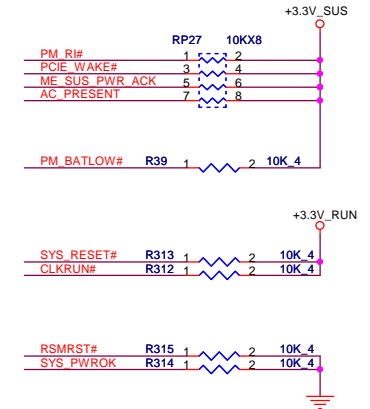 +3.3V_SUS
RP27 10KX8
PM_RI# 1 2
PCIE_WAKE# 3 4
ME_SUS_PWR_ACK 5 6
AC_PRESENT 7 8
PM_BATLOW# R39 1 2 10K_4
+3.3V_RUN
SYS_RESET# R313 1 2 10K_4
CLKRUN# R312 1 2 10K_4
RSMRST# R315 1 2 10K_4
SYS_PWROK R314 1 2 10K_4